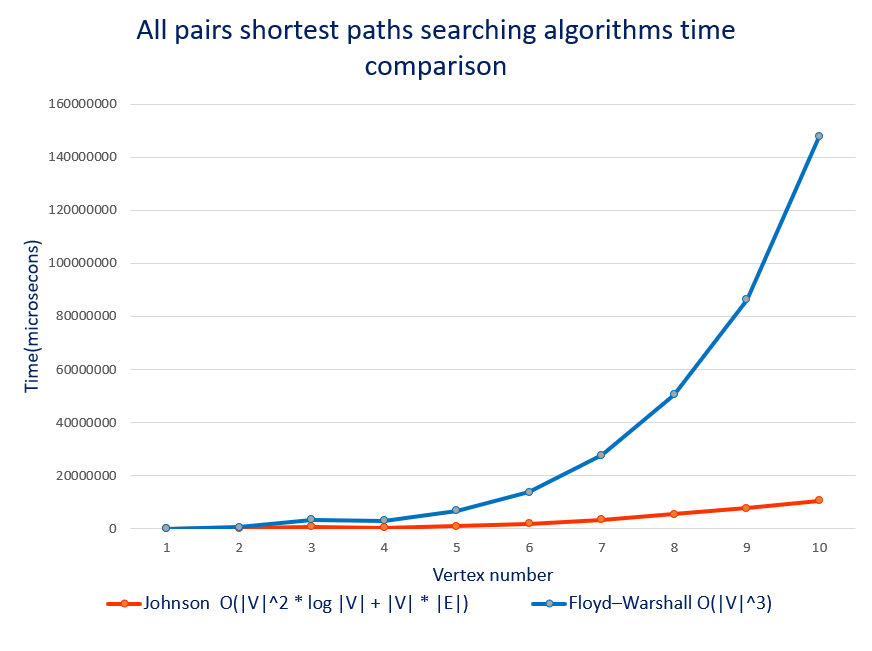 All pairs shortest paths searching algorithms time
comparison
160000000
140000000
120000000
100000000
80000000
60000000
40000000
20000000
0
Time(microsecons)
1 2 3 4 5 6 7 8 9 10
Vertex number
Johnson O(|V|^2 * log |V| + |V| * |E|) Floyd–Warshall O(|V|^3)